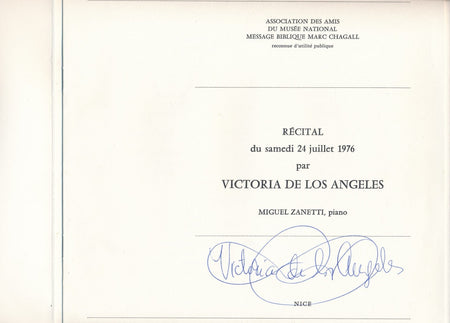 ASSOCIATION DES AMIS
DU MUSÉE NATIONAL
MESSAGE BIBLIQUE MARC CHAGALL
reconnue d'utilité publique
RÉCITAL
du samedi 24 juillet 1976
par
VICTORIA DE LOS ANGELES
MIGUEL ZANETTI, piano
Victoria de los Angeles
NICE